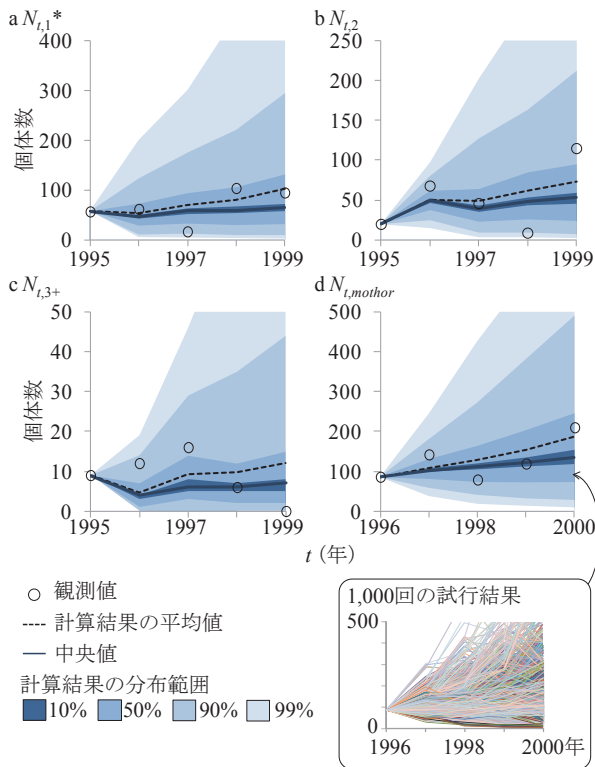 a N_{t,1}*
400
300
200
100
0
1995
1997
1999
個体数
b N_{t,2}
250
200
150
100
50
0
1995
1997
1999
c N_{t,3+}
50
40
30
20
10
0
1995
1997
1999
個体数
d N_{t,mothor}
500
400
300
200
100
0
1996
1998
2000
t (年)
観測値
計算結果の平均値
中央値
計算結果の分布範囲
10% 50% 90% 99%
1,000回の試行結果
500
0
1996 1998 2000年